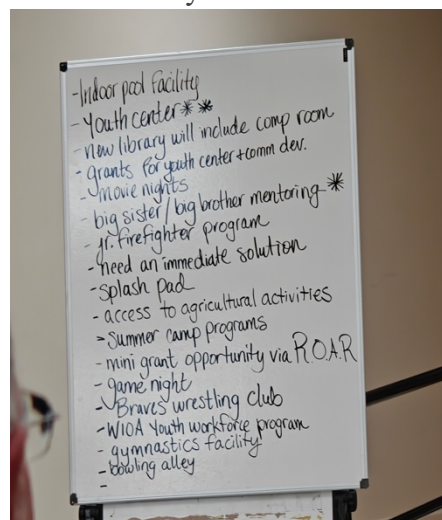 -Indoor pool Facility
- Youth center**
- new library will include comp room
- grants for youth center + comm dev.
- movie nights
- big sister/big brother mentoring*
- jr. firefighter program
- need an immediate solution
- splash pad
- access to agricultural activities
- summer camp programs
- mini grant opportunity via R.O.A.R
- game night
- Braves wrestling club
- WIOA Youth workforce program
- gymnastics facility
- bowling alley
-